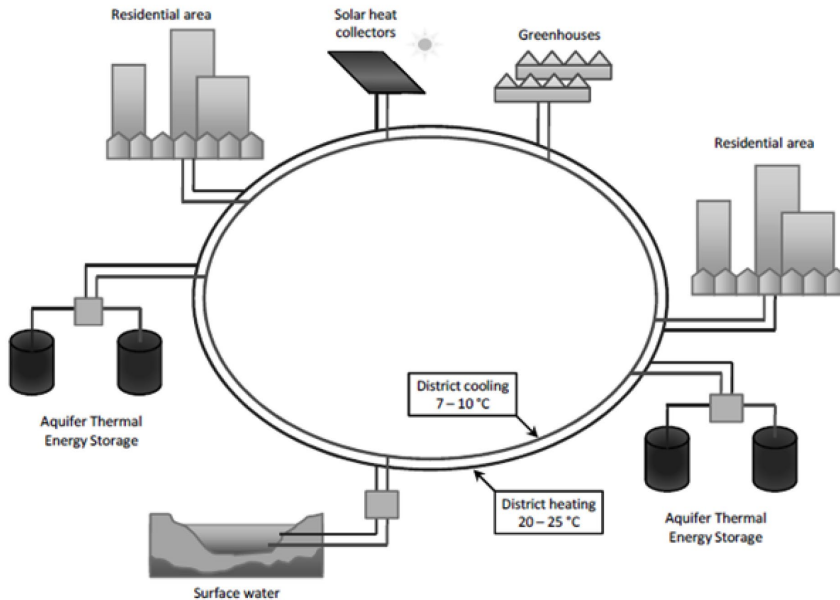 Residential area
Solar heat
collectors
Greenhouses
Residential area
District cooling
7 – 10 °C
Aquifer Thermal
Energy Storage
District heating
20 – 25 °C
Aquifer Thermal
Energy Storage
Surface water